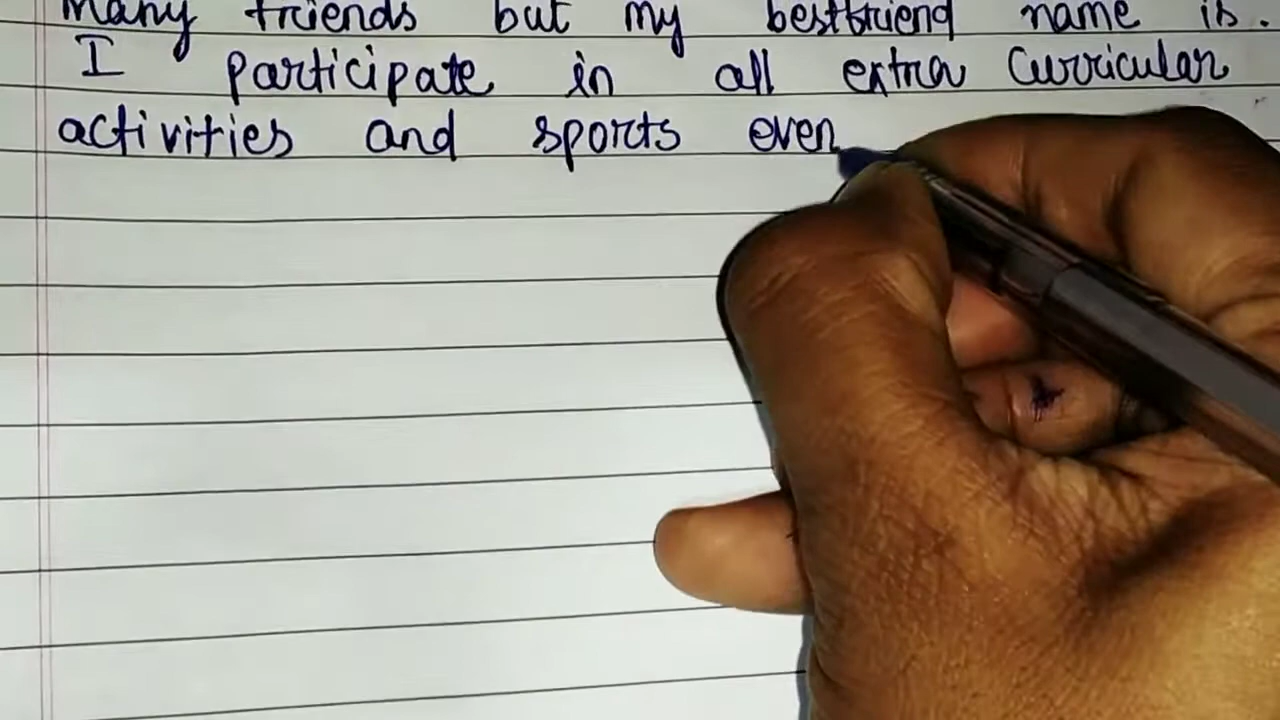 many friends but my bestfriend name is.
I participate in all extra curricular
activities and sports even